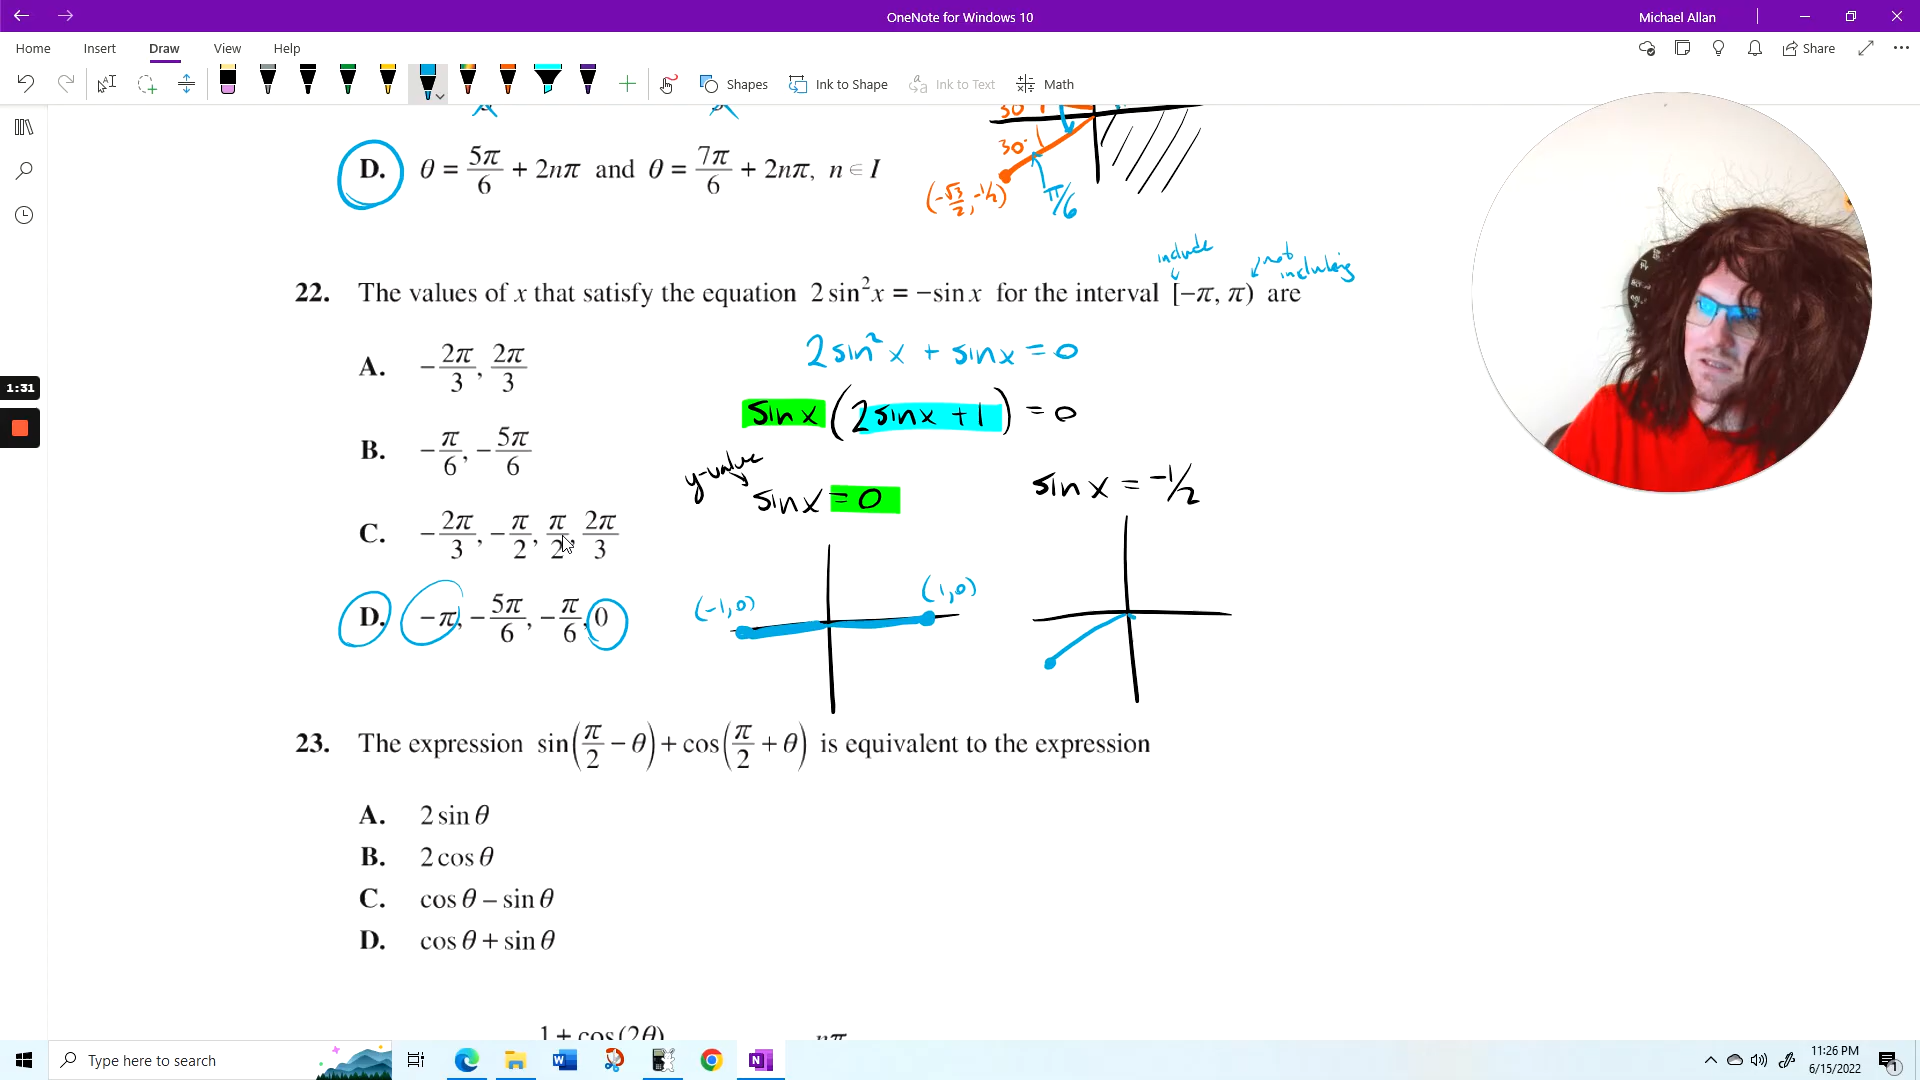 OneNote for Windows 10
Michael Allan
Home Insert Draw View Help
Share
Shapes Ink to Shape Ink to Text Math
30°
D. θ = 5π/6 + 2nπ and θ = 7π/6 + 2nπ, n ∈ I
30°
(-√3/2, -1/2)
π/6
include
not including
22. The values of x that satisfy the equation 2 sin²x = −sin x for the interval [−π, π) are
2 sin²x + sin x = 0
A. −2π/3, 2π/3
1:31
sin x (2 sin x + 1) = 0
B. −π/6, −5π/6
y-value
sin x = 0
sin x = -1/2
C. −2π/3, −π/2, π/2, 2π/3
(-1,0)
(1,0)
D. −π, −5π/6, −π/6, 0
23. The expression sin(π/2 − θ) + cos(π/2 + θ) is equivalent to the expression
A. 2 sin θ
B. 2 cos θ
C. cos θ − sin θ
D. cos θ + sin θ
1 + cos(2θ)
nπ
Type here to search
11:26 PM
6/15/2022
1